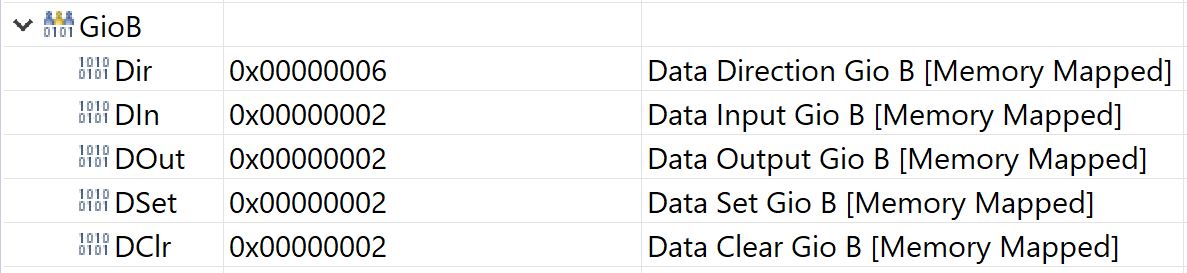 GioB
Dir 0x00000006 Data Direction Gio B [Memory Mapped]
DIn 0x00000002 Data Input Gio B [Memory Mapped]
DOut 0x00000002 Data Output Gio B [Memory Mapped]
DSet 0x00000002 Data Set Gio B [Memory Mapped]
DClr 0x00000002 Data Clear Gio B [Memory Mapped]